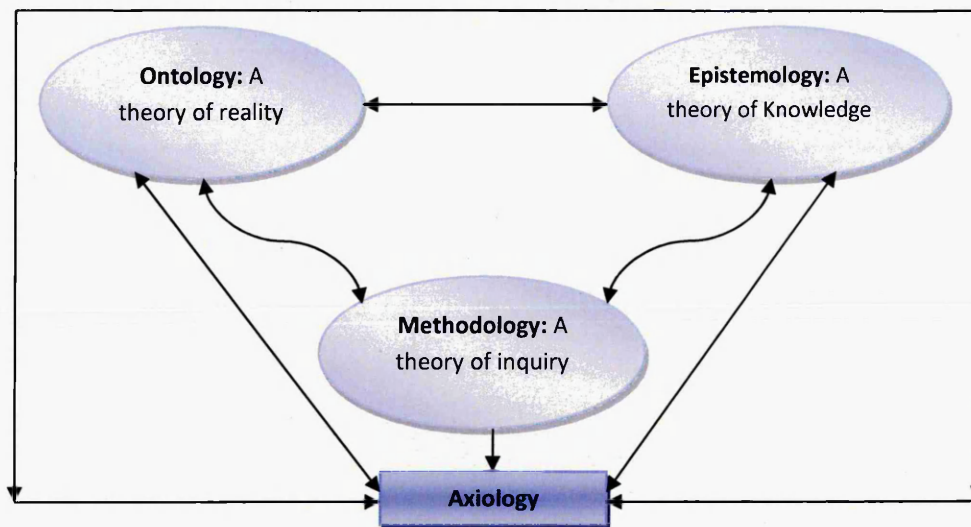 Ontology: A
theory of reality
Epistemology: A
theory of Knowledge
Methodology: A
theory of inquiry
Axiology